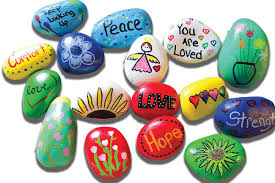 Keep
Looking
up
Peace
You Are
Loved
Comfort
love
LOVE
Hope
Strength